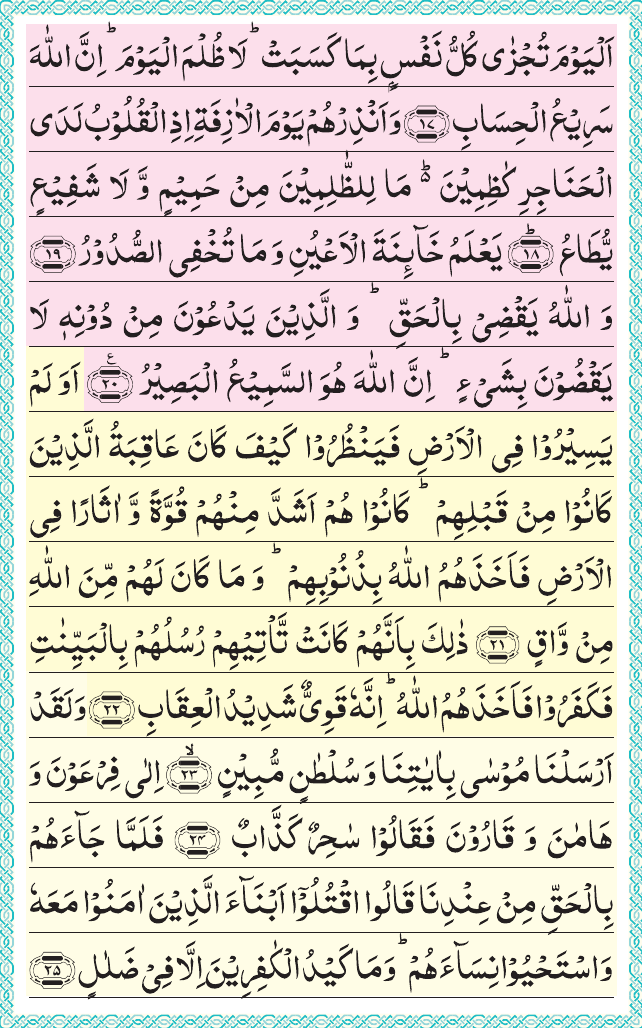 اَلْيَوْمَ تُجْزٰى كُلُّ نَفْسٍۭ بِمَا كَسَبَتْ ؕ لَا ظُلْمَ الْيَوْمَ ؕ اِنَّ اللّٰهَ
سَرِيْعُ الْحِسَابِ ﴿۱۷﴾ وَاَنْذِرْهُمْ يَوْمَ الْاٰزِفَةِ اِذِ الْقُلُوْبُ لَدَى
الْحَنَاجِرِ كٰظِمِيْنَ ؕ۬ مَا لِلظّٰلِمِيْنَ مِنْ حَمِيْمٍ وَّ لَا شَفِيْعٍ
يُّطَاعُ ؕ﴿۱۸﴾ يَعْلَمُ خَآىِٕنَةَ الْاَعْيُنِ وَ مَا تُخْفِى الصُّدُوْرُ ﴿۱۹﴾
وَ اللّٰهُ يَقْضِىْ بِالْحَقِّ ؕ وَ الَّذِيْنَ يَدْعُوْنَ مِنْ دُوْنِهٖ لَا
يَقْضُوْنَ بِشَىْءٍ ؕ اِنَّ اللّٰهَ هُوَ السَّمِيْعُ الْبَصِيْرُ ﴿۲۰﴾ع اَوَ لَمْ
يَسِيْرُوْا فِى الْاَرْضِ فَيَنْظُرُوْا كَيْفَ كَانَ عَاقِبَةُ الَّذِيْنَ
كَانُوْا مِنْ قَبْلِهِمْ ؕ كَانُوْا هُمْ اَشَدَّ مِنْهُمْ قُوَّةً وَّ اٰثَارًا فِى
الْاَرْضِ فَاَخَذَهُمُ اللّٰهُ بِذُنُوْبِهِمْ ؕ وَ مَا كَانَ لَهُمْ مِّنَ اللّٰهِ
مِنْ وَّاقٍ ﴿۲۱﴾ ذٰلِكَ بِاَنَّهُمْ كَانَتْ تَّاْتِيْهِمْ رُسُلُهُمْ بِالْبَيِّنٰتِ
فَكَفَرُوْا فَاَخَذَهُمُ اللّٰهُ ؕ اِنَّهٗ قَوِىٌّ شَدِيْدُ الْعِقَابِ ﴿۲۲﴾ وَلَقَدْ
اَرْسَلْنَا مُوْسٰى بِاٰيٰتِنَا وَ سُلْطٰنٍ مُّبِيْنٍ ۙ﴿۲۳﴾ اِلٰى فِرْعَوْنَ وَ
هَامٰنَ وَ قَارُوْنَ فَقَالُوْا سٰحِرٌ كَذَّابٌ ﴿۲۴﴾ فَلَمَّا جَآءَهُمْ
بِالْحَقِّ مِنْ عِنْدِنَا قَالُوا اقْتُلُوْۤا اَبْنَآءَ الَّذِيْنَ اٰمَنُوْا مَعَهٗ
وَاسْتَحْيُوْا نِسَآءَهُمْ ؕ وَمَا كَيْدُ الْكٰفِرِيْنَ اِلَّا فِىْ ضَلٰلٍ ﴿۲۵﴾